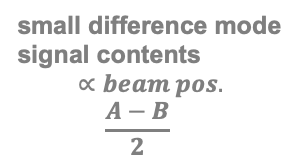 small difference mode
signal contents
∝ beam pos.
A − B
2